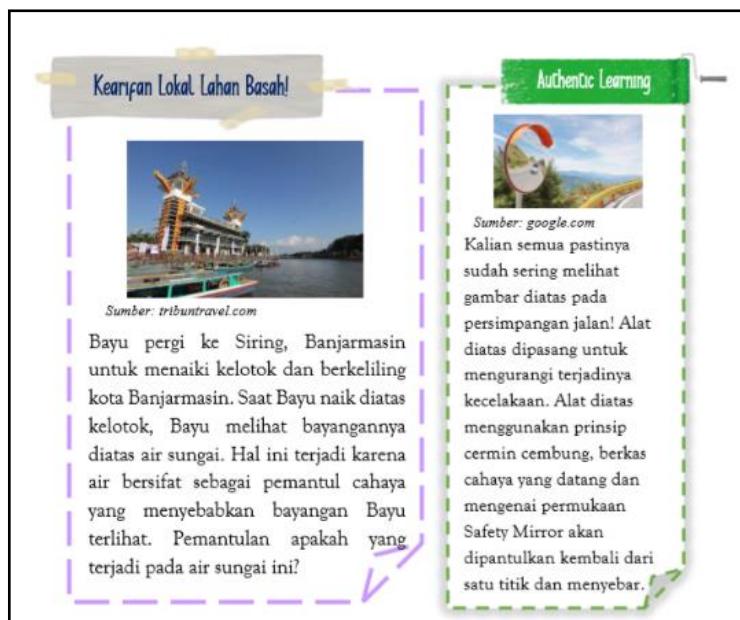 Kearifan Lokal Lahan Basah!
Sumber: tribuntravel.com
Bayu pergi ke Siring, Banjarmasin
untuk menaiki kelotok dan berkeliling
kota Banjarmasin. Saat Bayu naik diatas
kelotok, Bayu melihat bayangannya
diatas air sungai. Hal ini terjadi karena
air bersifat sebagai pemantul cahaya
yang menyebabkan bayangan Bayu
terlihat. Pemantulan apakah yang
terjadi pada air sungai ini?
Authentic Learning
Sumber: google.com
Kalian semua pastinya
sudah sering melihat
gambar diatas pada
persimpangan jalan! Alat
diatas dipasang untuk
mengurangi terjadinya
kecelakaan. Alat diatas
menggunakan prinsip
cermin cembung, berkas
cahaya yang datang dan
mengenai permukaan
Safety Mirror akan
dipantulkan kembali dari
satu titik dan menyebar.